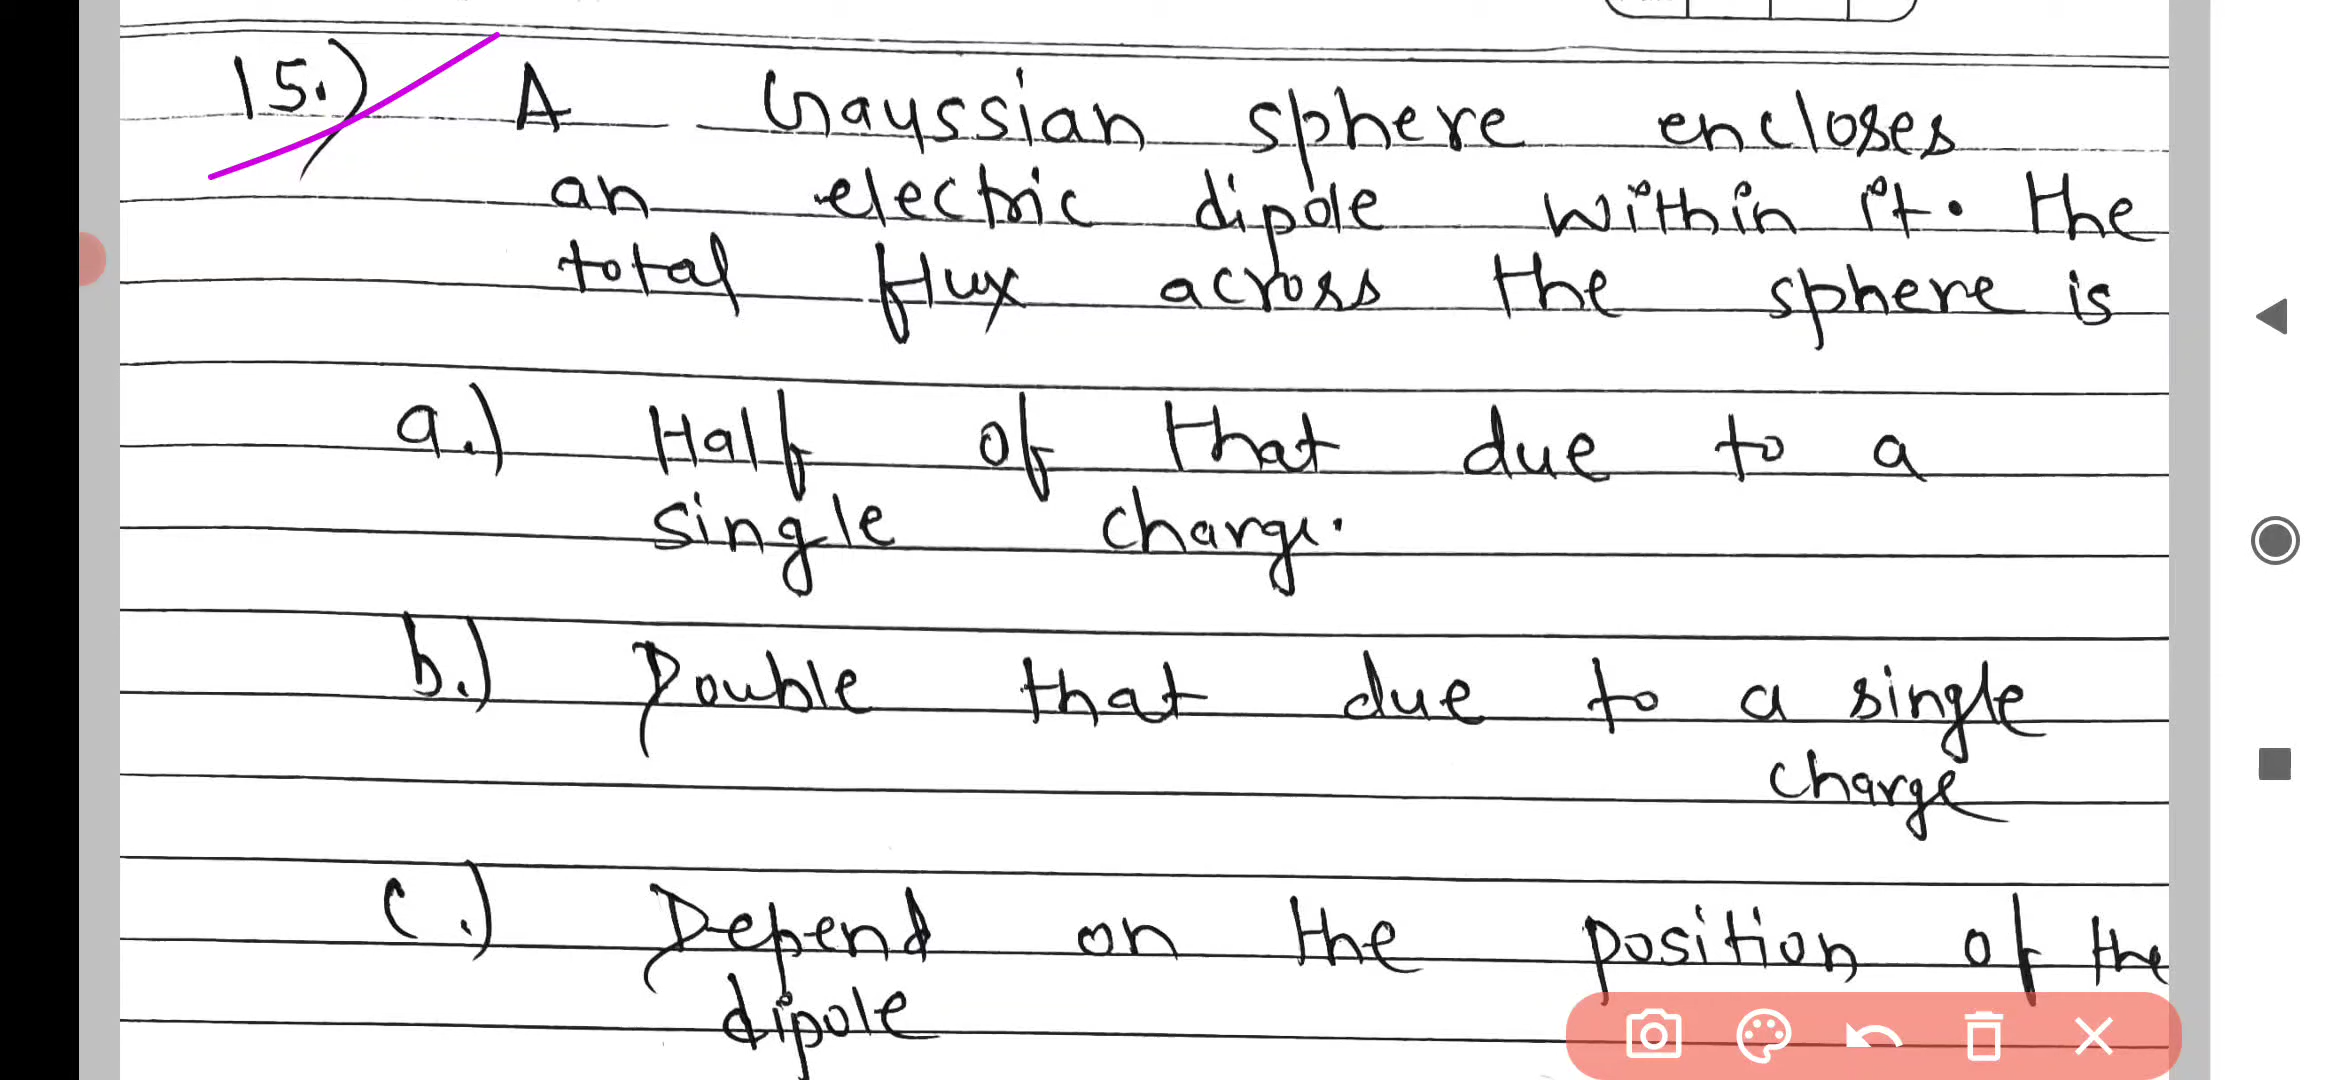 15.) A Gaussian sphere encloses
an electric dipole within it. the
total flux across the sphere is
a.) Half of that due to a
single charge.
b.) Double that due to a single
charge
c.) Depend on the position of the
dipole